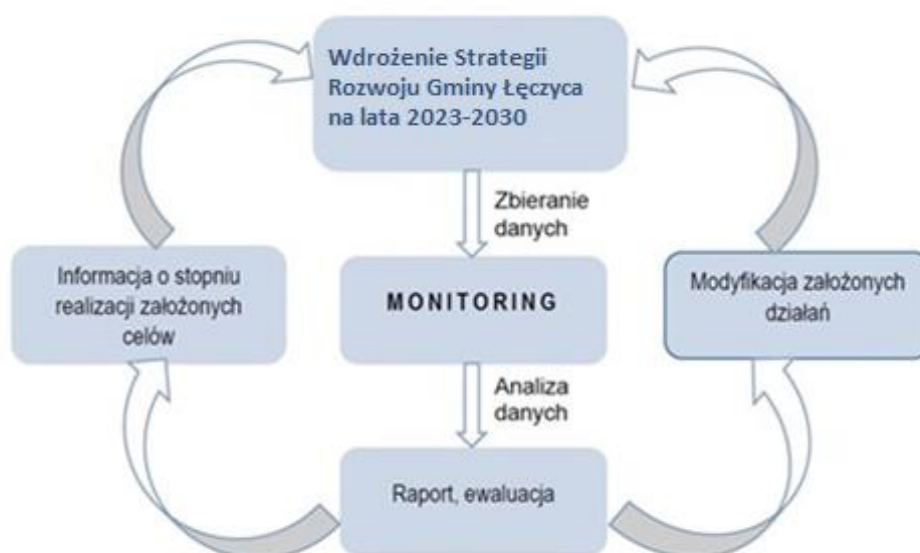 Wdrożenie Strategii
Rozwoju Gminy Łęczyca
na lata 2023-2030
Zbieranie
danych
Informacja o stopniu
realizacji założonych
celów
MONITORING
Modyfikacja założonych
działań
Analiza
danych
Raport, ewaluacja